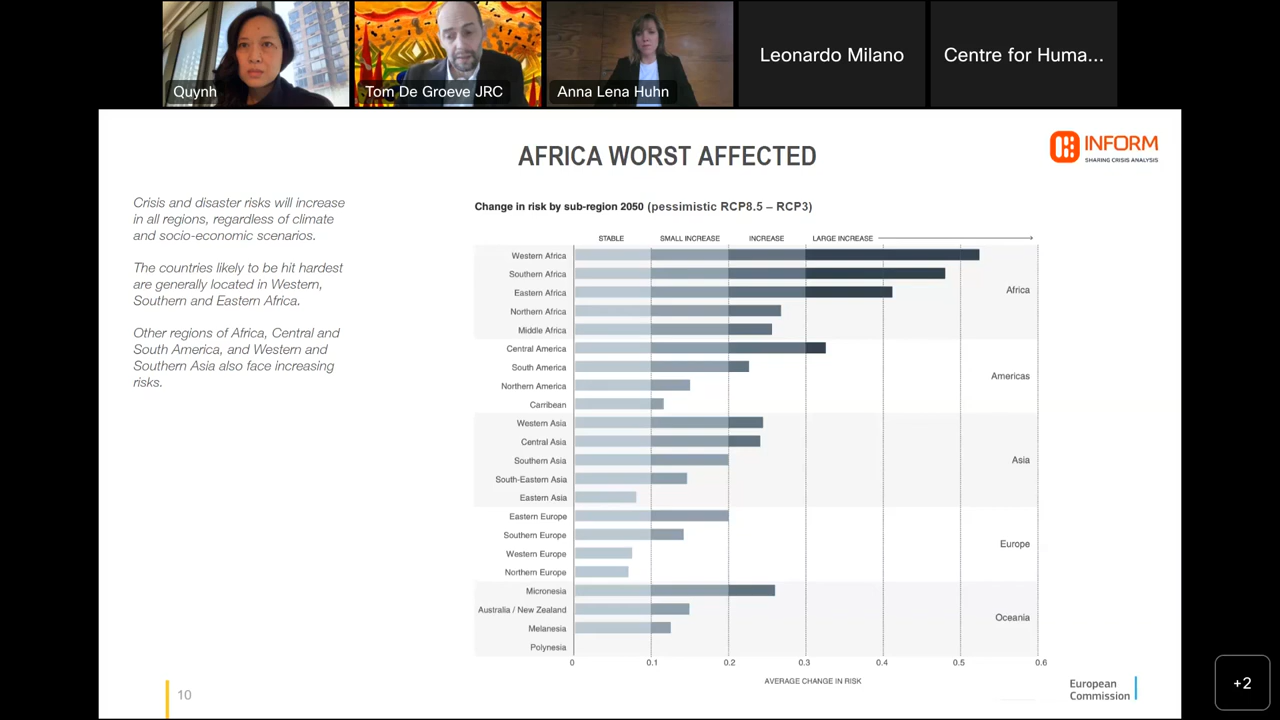 Quynh
Tom De Groeve JRC
Anna Lena Huhn
Leonardo Milano
Centre for Huma...
AFRICA WORST AFFECTED
INFORM
SHARING CRISIS ANALYSIS
Crisis and disaster risks will increase
in all regions, regardless of climate
and socio-economic scenarios.
The countries likely to be hit hardest
are generally located in Western,
Southern and Eastern Africa.
Other regions of Africa, Central and
South America, and Western and
Southern Asia also face increasing
risks.
Change in risk by sub-region 2050 (pessimistic RCP8.5 – RCP3)
STABLE SMALL INCREASE INCREASE LARGE INCREASE
Western Africa
Southern Africa
Eastern Africa
Northern Africa
Middle Africa
Africa
Central America
South America
Northern America
Carribean
Americas
Western Asia
Central Asia
Southern Asia
South-Eastern Asia
Eastern Asia
Asia
Eastern Europe
Southern Europe
Western Europe
Northern Europe
Europe
Micronesia
Australia / New Zealand
Melanesia
Polynesia
Oceania
0 0.1 0.2 0.3 0.4 0.5 0.6
AVERAGE CHANGE IN RISK
10
European
Commission
+2